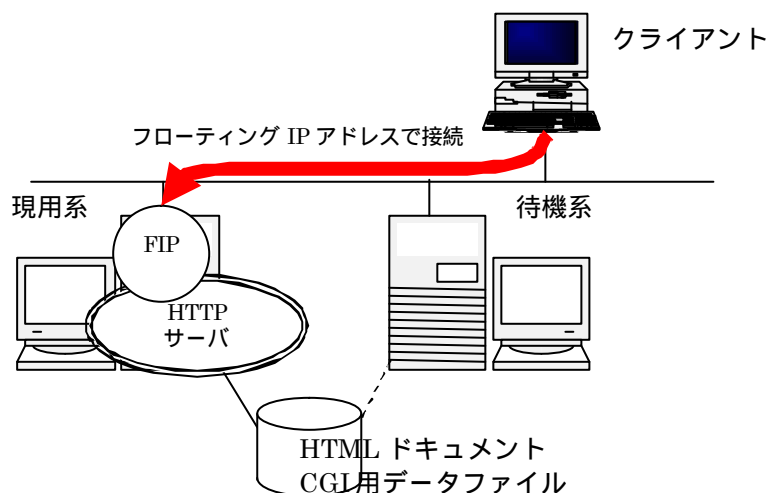 クライアント
フローティング IP アドレスで接続
現用系
待機系
FIP
HTTP
サーバ
HTML ドキュメント
CGI用データファイル